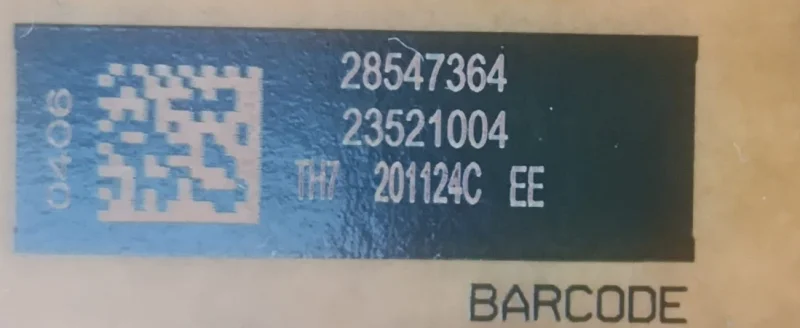 0406
28547364
23521004
TH7 201124C EE
BARCODE